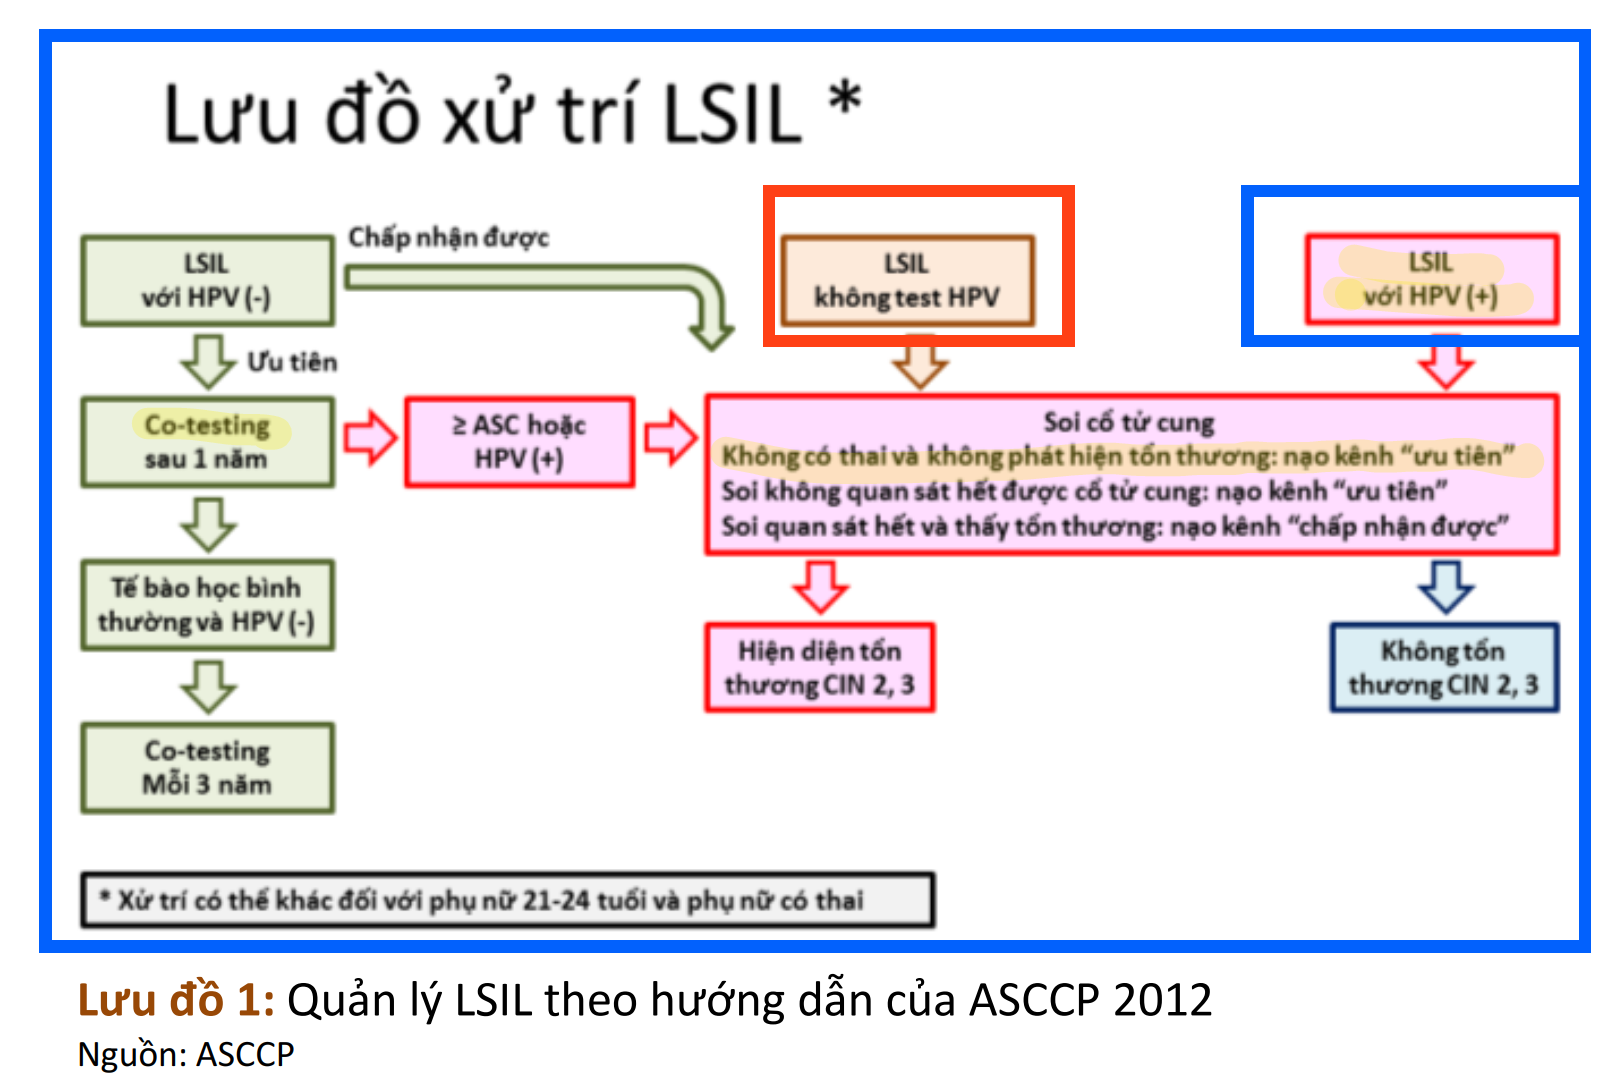 Lưu đồ xử trí LSIL *
LSIL
với HPV (-)
Chấp nhận được
LSIL
không test HPV
LSIL
với HPV (+)
Ưu tiên
Co-testing
sau 1 năm
≥ ASC hoặc
HPV (+)
Soi cổ tử cung
Không có thai và không phát hiện tổn thương: nạo kênh “ưu tiên”
Soi không quan sát hết được cổ tử cung: nạo kênh “ưu tiên”
Soi quan sát hết và thấy tổn thương: nạo kênh “chấp nhận được”
Tế bào học bình
thường và HPV (-)
Hiện diện tổn
thương CIN 2, 3
Không tổn
thương CIN 2, 3
Co-testing
Mỗi 3 năm
* Xử trí có thể khác đối với phụ nữ 21-24 tuổi và phụ nữ có thai
Lưu đồ 1: Quản lý LSIL theo hướng dẫn của ASCCP 2012
Nguồn: ASCCP